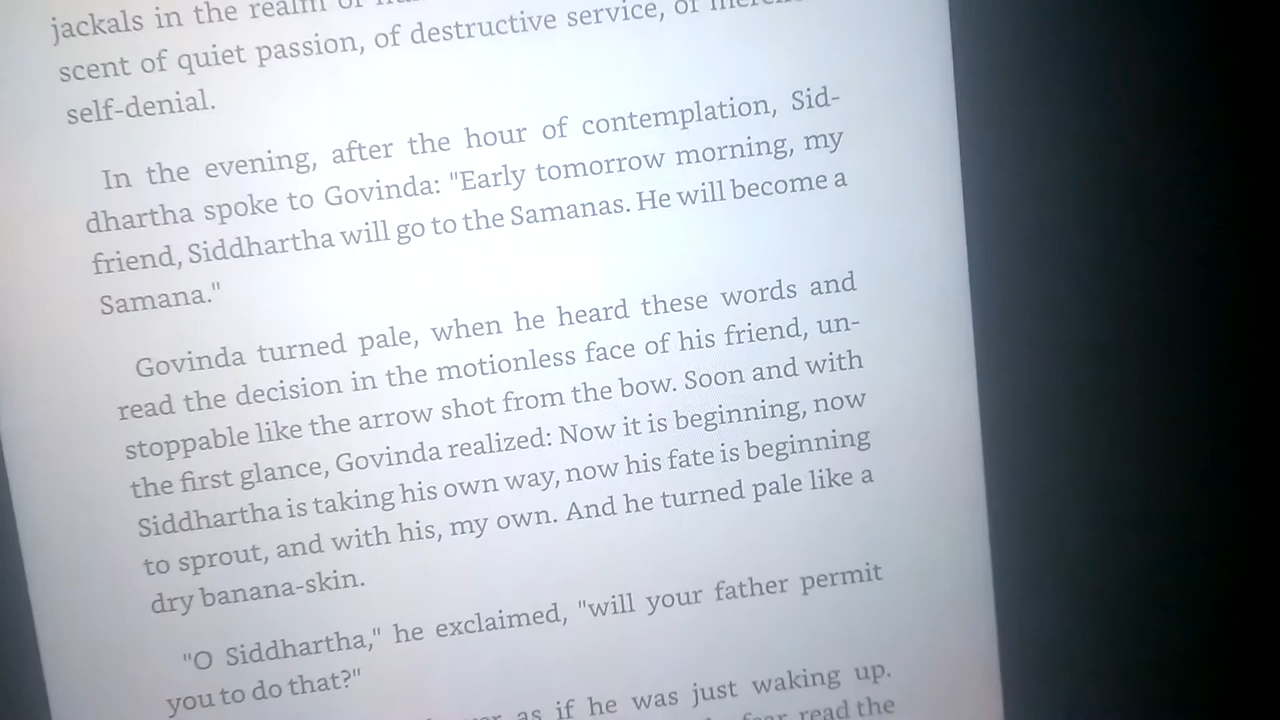 jackals in the realm of
scent of quiet passion, of destructive service, of
self-denial.
In the evening, after the hour of contemplation, Sid-
dhartha spoke to Govinda: "Early tomorrow morning, my
friend, Siddhartha will go to the Samanas. He will become a
Samana."
Govinda turned pale, when he heard these words and
read the decision in the motionless face of his friend, un-
stoppable like the arrow shot from the bow. Soon and with
the first glance, Govinda realized: Now it is beginning, now
Siddhartha is taking his own way, now his fate is beginning
to sprout, and with his, my own. And he turned pale like a
dry banana-skin.
"O Siddhartha," he exclaimed, "will your father permit
you to do that?"
as if he was just waking up.
fear read the